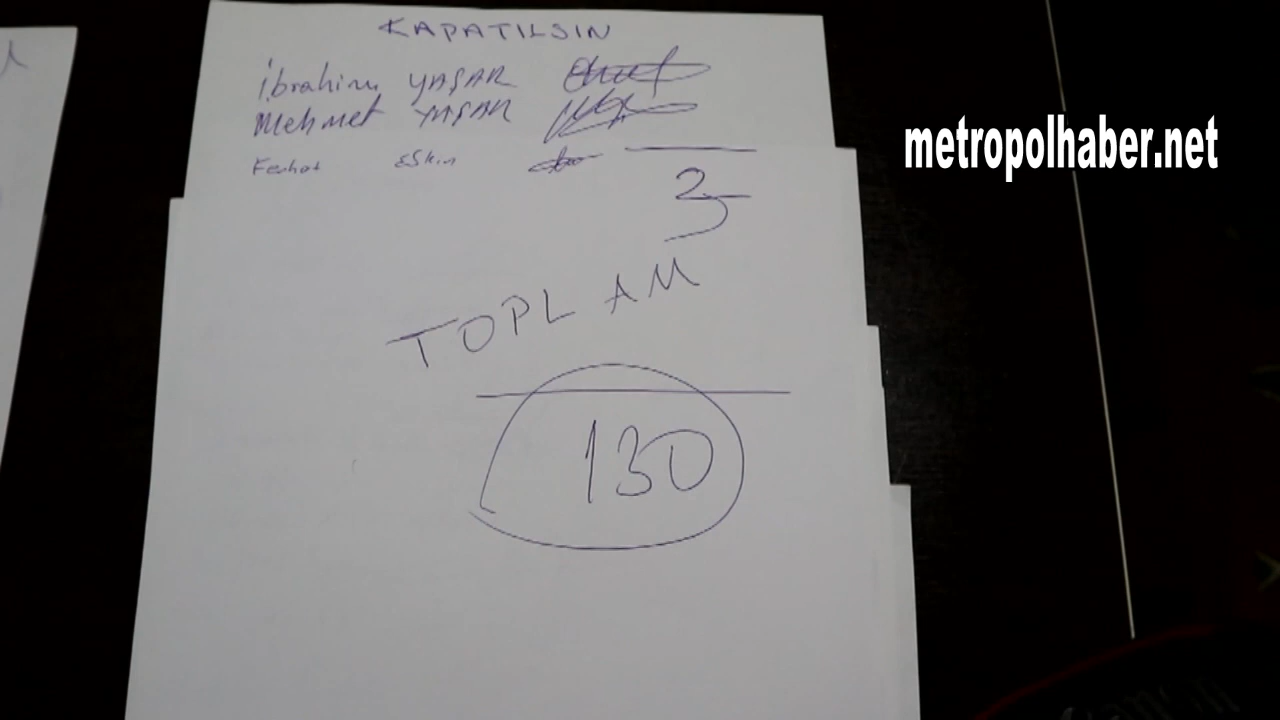 KAPATILSIN
İbrahim YAŞAR
Mehmet YAŞAR
Ferhat ESkin
3
TOPLAM
130
metropolhaber.net